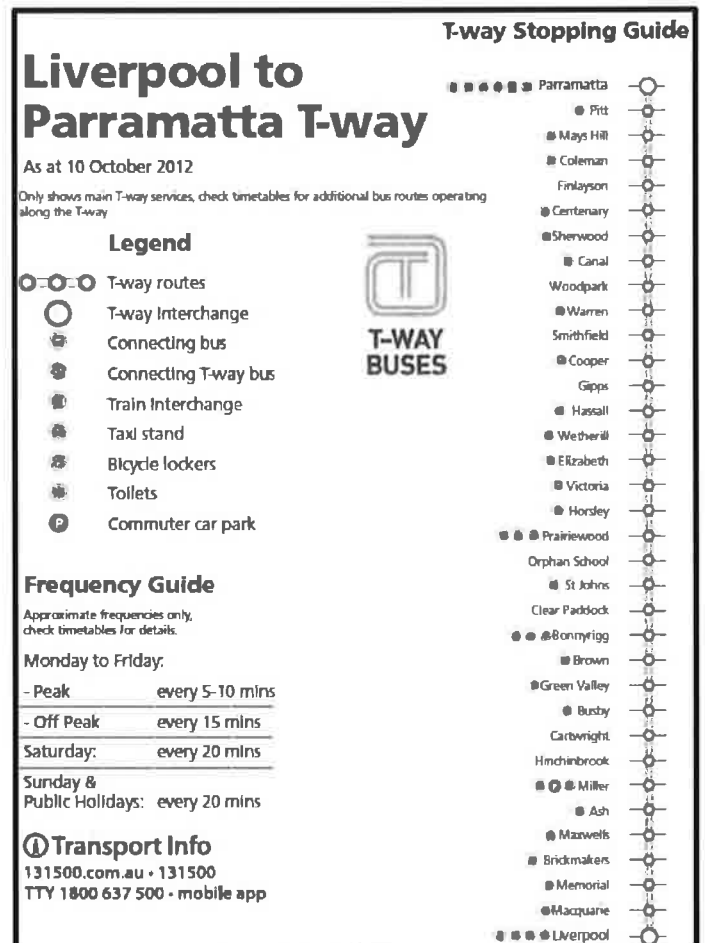 T-way Stopping Guide
Liverpool to
Parramatta T-way
As at 10 October 2012
Only shows main T-way services, check timetables for additional bus routes operating
along the T-way
Legend
T-way routes
T-way Interchange
Connecting bus
Connecting T-way bus
Train Interchange
Taxi stand
Bicycle lockers
Toilets
P
Commuter car park
T-WAY
BUSES
Frequency Guide
Approximate frequencies only,
check timetables for details.
Monday to Friday:
- Peak every 5-10 mins
- Off Peak every 15 mins
Saturday: every 20 mins
Sunday &
Public Holidays: every 20 mins
Transport Info
131500.com.au • 131500
TTY 1800 637 500 • mobile app
Parramatta
Pitt
Mays Hill
Coleman
Finlayson
Centenary
Sherwood
Canal
Woodpark
Warren
Smithfield
Cooper
Gipps
Hassall
Wetherill
Elizabeth
Victoria
Horsley
Prairiewood
Orphan School
St Johns
Clear Paddock
Bonnyrigg
Brown
Green Valley
Busby
Cartwright
Hinchinbrook
P Miller
Ash
Maxwells
Brickmakers
Memorial
Macquarie
Liverpool